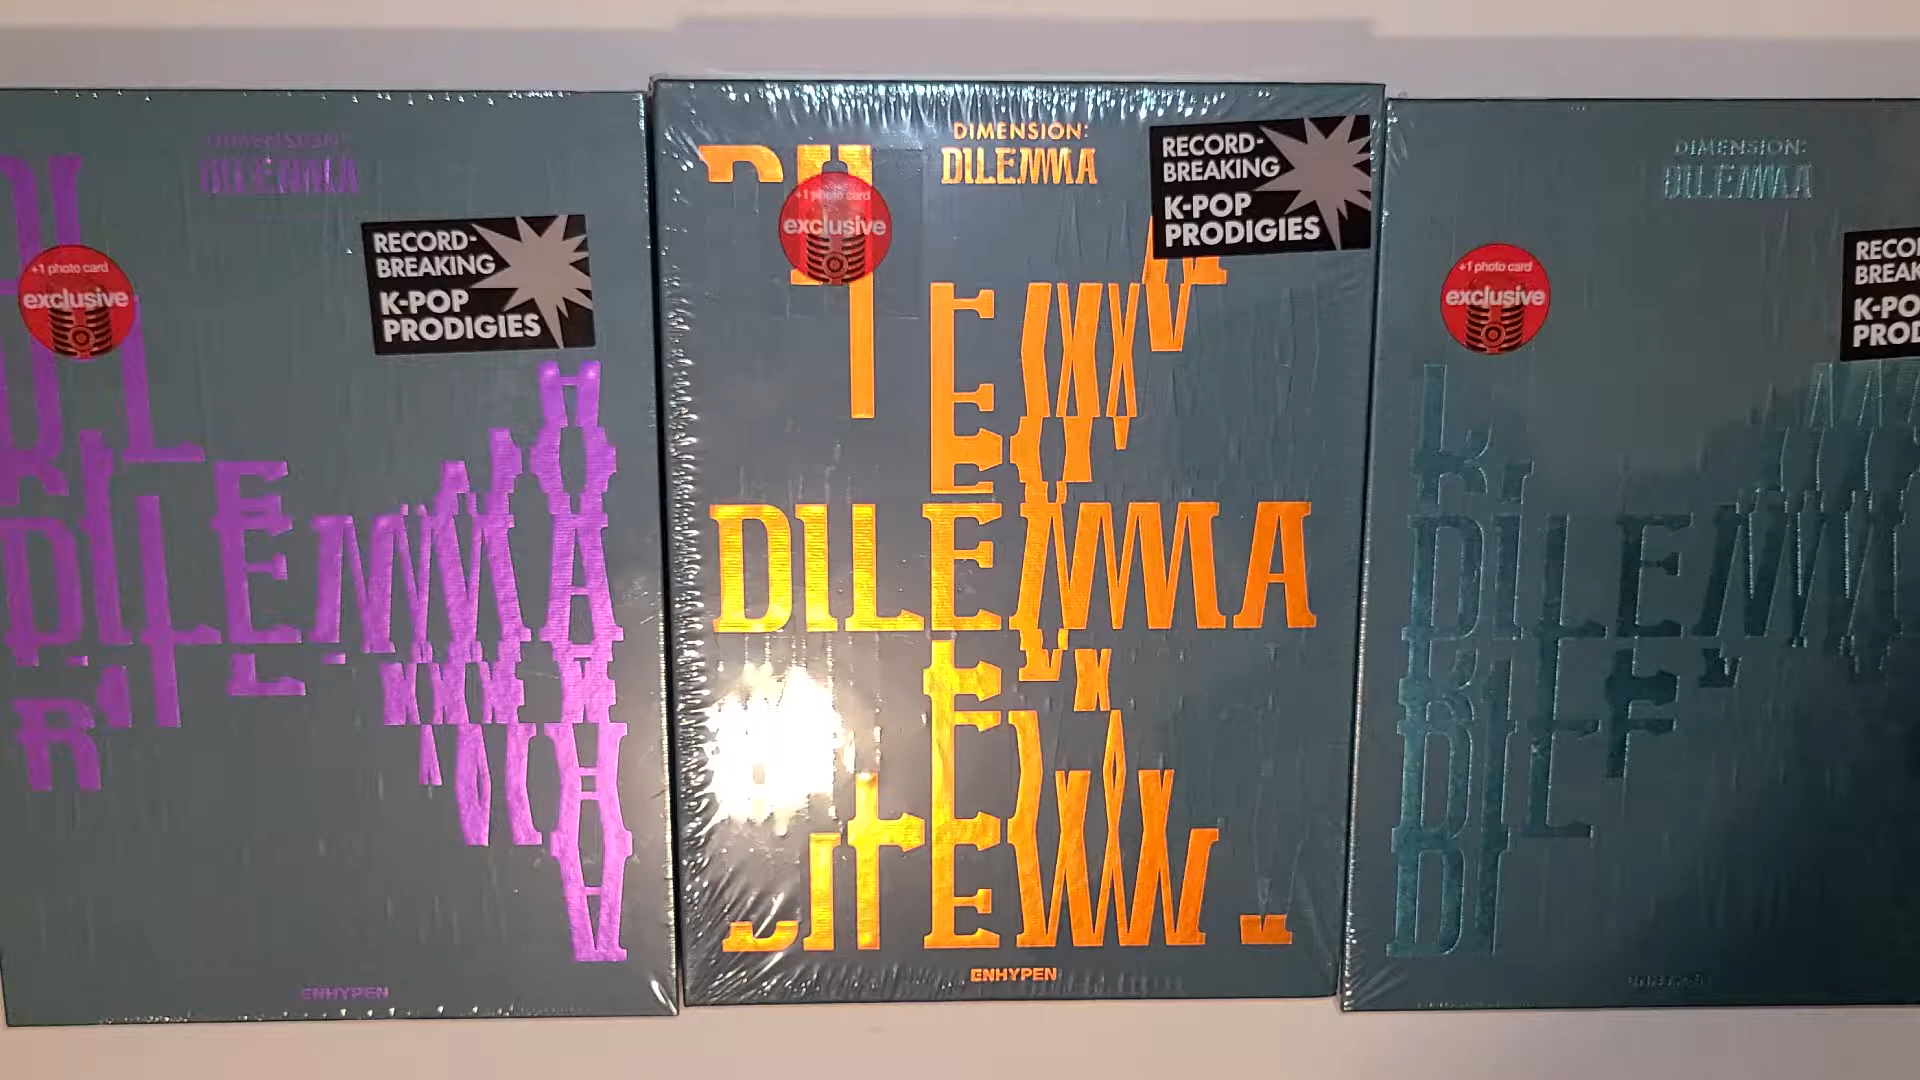 DIMENSION:
DILEMMA
RECORD-
BREAKING
K-POP
PRODIGIES
+1 photo card
exclusive
DILEMMA
ENHYPEN
DIMENSION:
DILEMMA
RECORD-
BREAKING
K-POP
PRODIGIES
+1 photo card
exclusive
DILEMMA
ENHYPEN
DIMENSION:
DILEMMA
+1 photo card
exclusive
K-PO